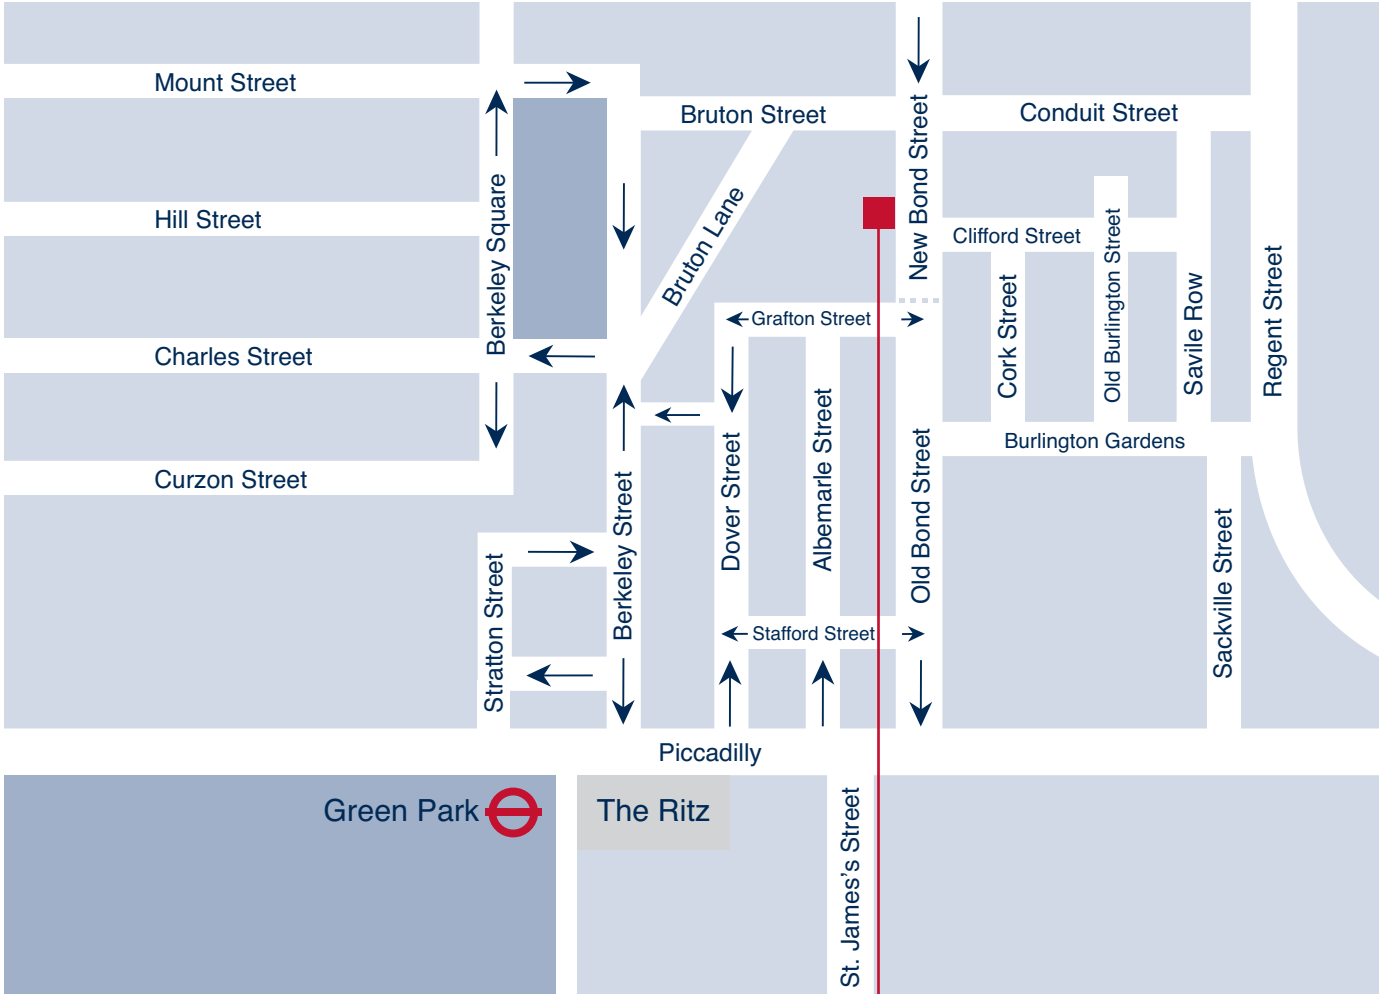 Mount Street
Bruton Street
Conduit Street
New Bond Street
Berkeley Square
Hill Street
Bruton Lane
Clifford Street
Old Burlington Street
Cork Street
Savile Row
Regent Street
Grafton Street
Charles Street
Curzon Street
Burlington Gardens
Dover Street
Albemarle Street
Old Bond Street
Berkeley Street
Stratton Street
Sackville Street
Stafford Street
Piccadilly
Green Park
The Ritz
St. James's Street